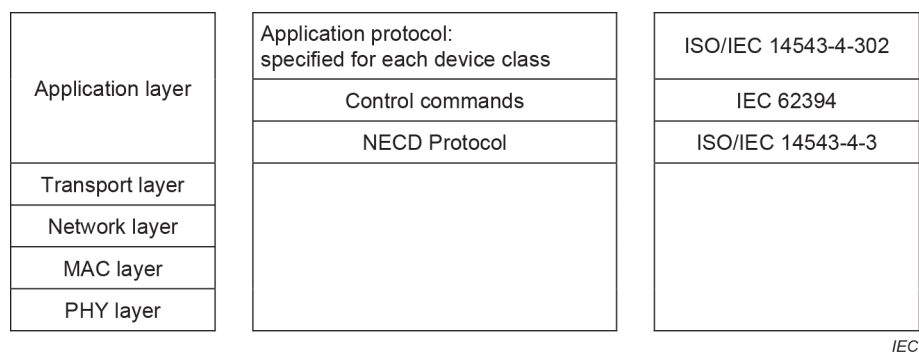 Application layer
Transport layer
Network layer
MAC layer
PHY layer
Application protocol:
specified for each device class
Control commands
NECD Protocol
ISO/IEC 14543-4-302
IEC 62394
ISO/IEC 14543-4-3
IEC